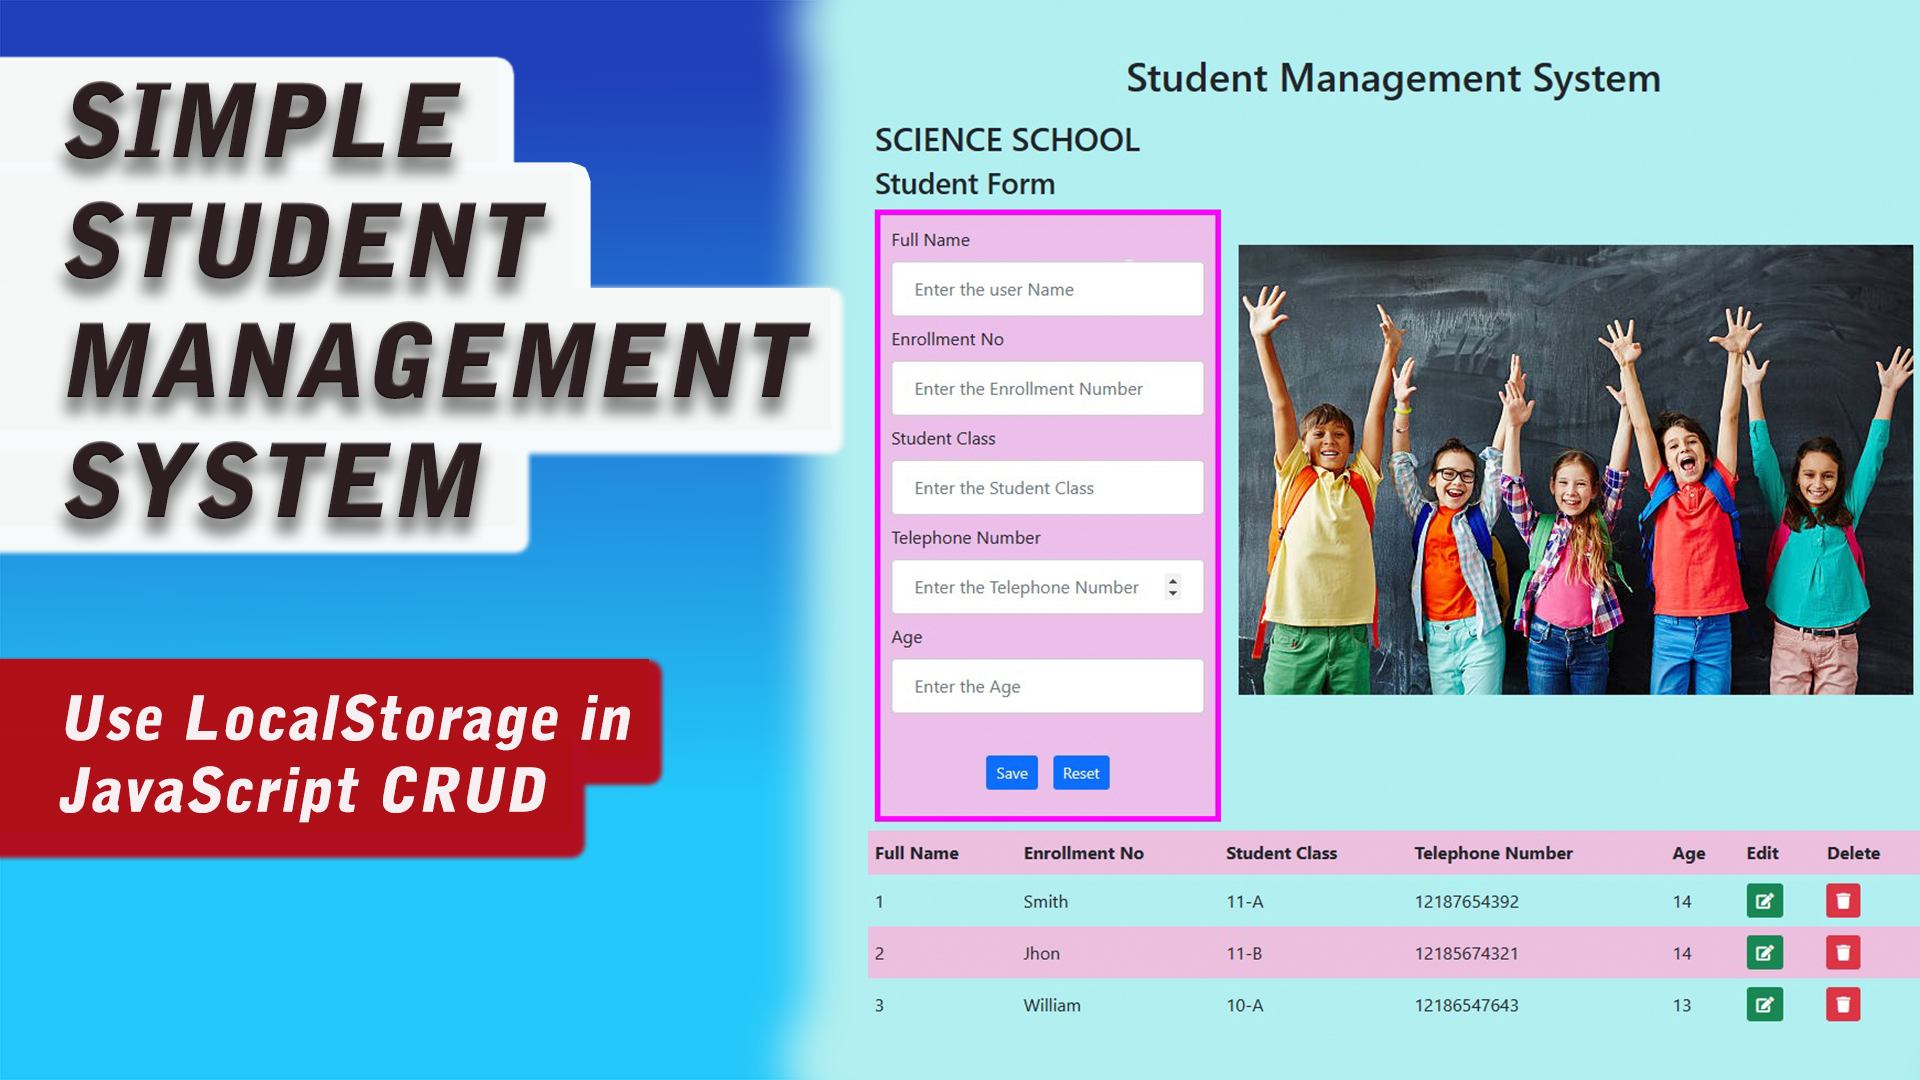 SIMPLE
STUDENT
MANAGEMENT
SYSTEM
Use LocalStorage in
JavaScript CRUD
Student Management System
SCIENCE SCHOOL
Student Form
Full Name
Enter the user Name
Enrollment No
Enter the Enrollment Number
Student Class
Enter the Student Class
Telephone Number
Enter the Telephone Number
Age
Enter the Age
Save Reset
Full Name Enrollment No Student Class Telephone Number Age Edit Delete
1 Smith 11-A 12187654392 14
2 Jhon 11-B 12185674321 14
3 William 10-A 12186547643 13